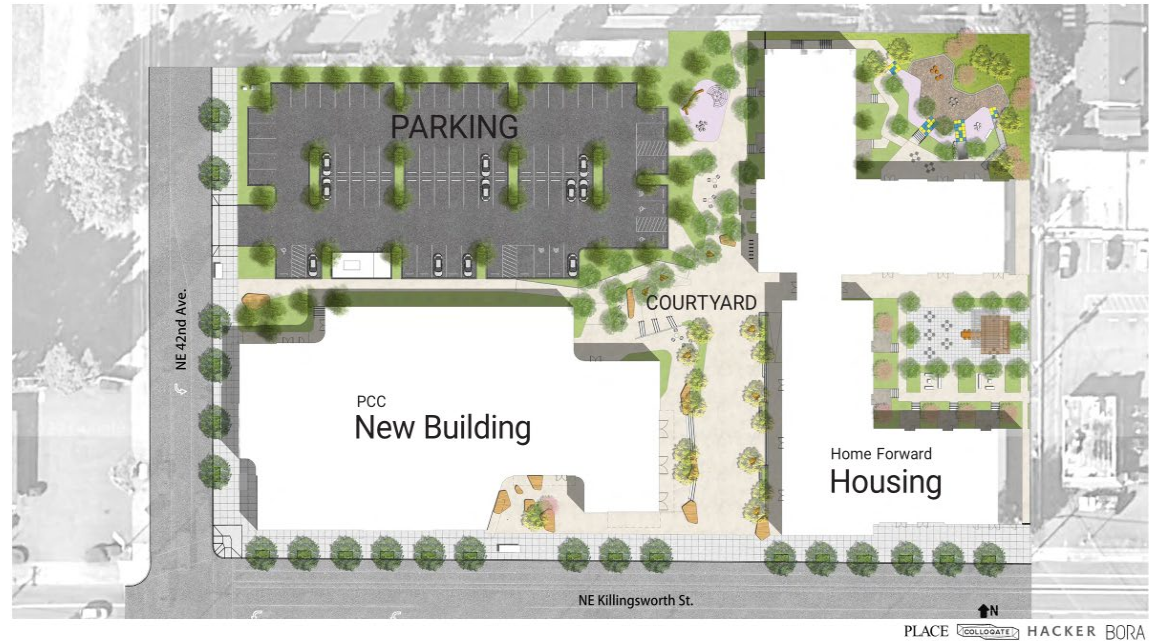 PARKING
COURTYARD
NE 42nd Ave.
PCC
New Building
Home Forward
Housing
NE Killingsworth St.
N
PLACE COLLOQATE HACKER BORA